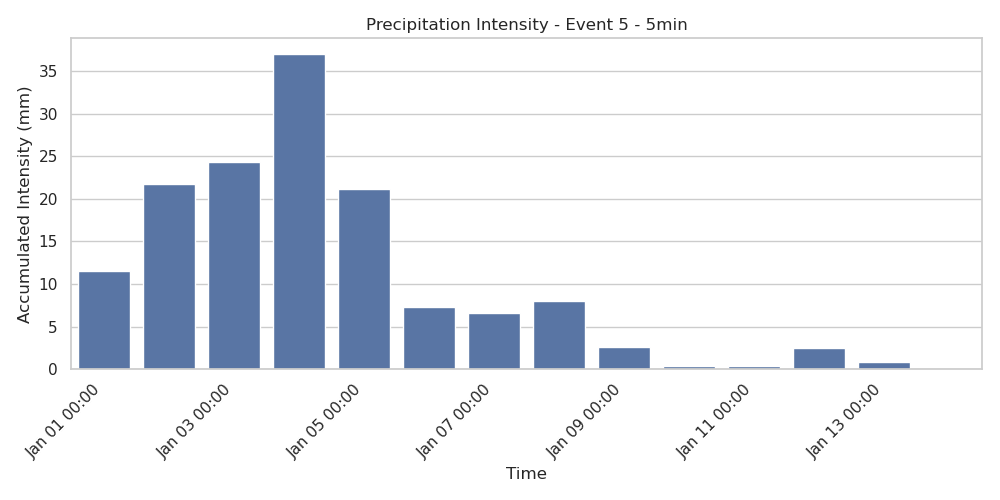 Precipitation Intensity - Event 5 - 5min
Accumulated Intensity (mm)
35
30
25
20
15
10
5
0
Jan 01 00:00
Jan 03 00:00
Jan 05 00:00
Jan 07 00:00
Jan 09 00:00
Jan 11 00:00
Jan 13 00:00
Time